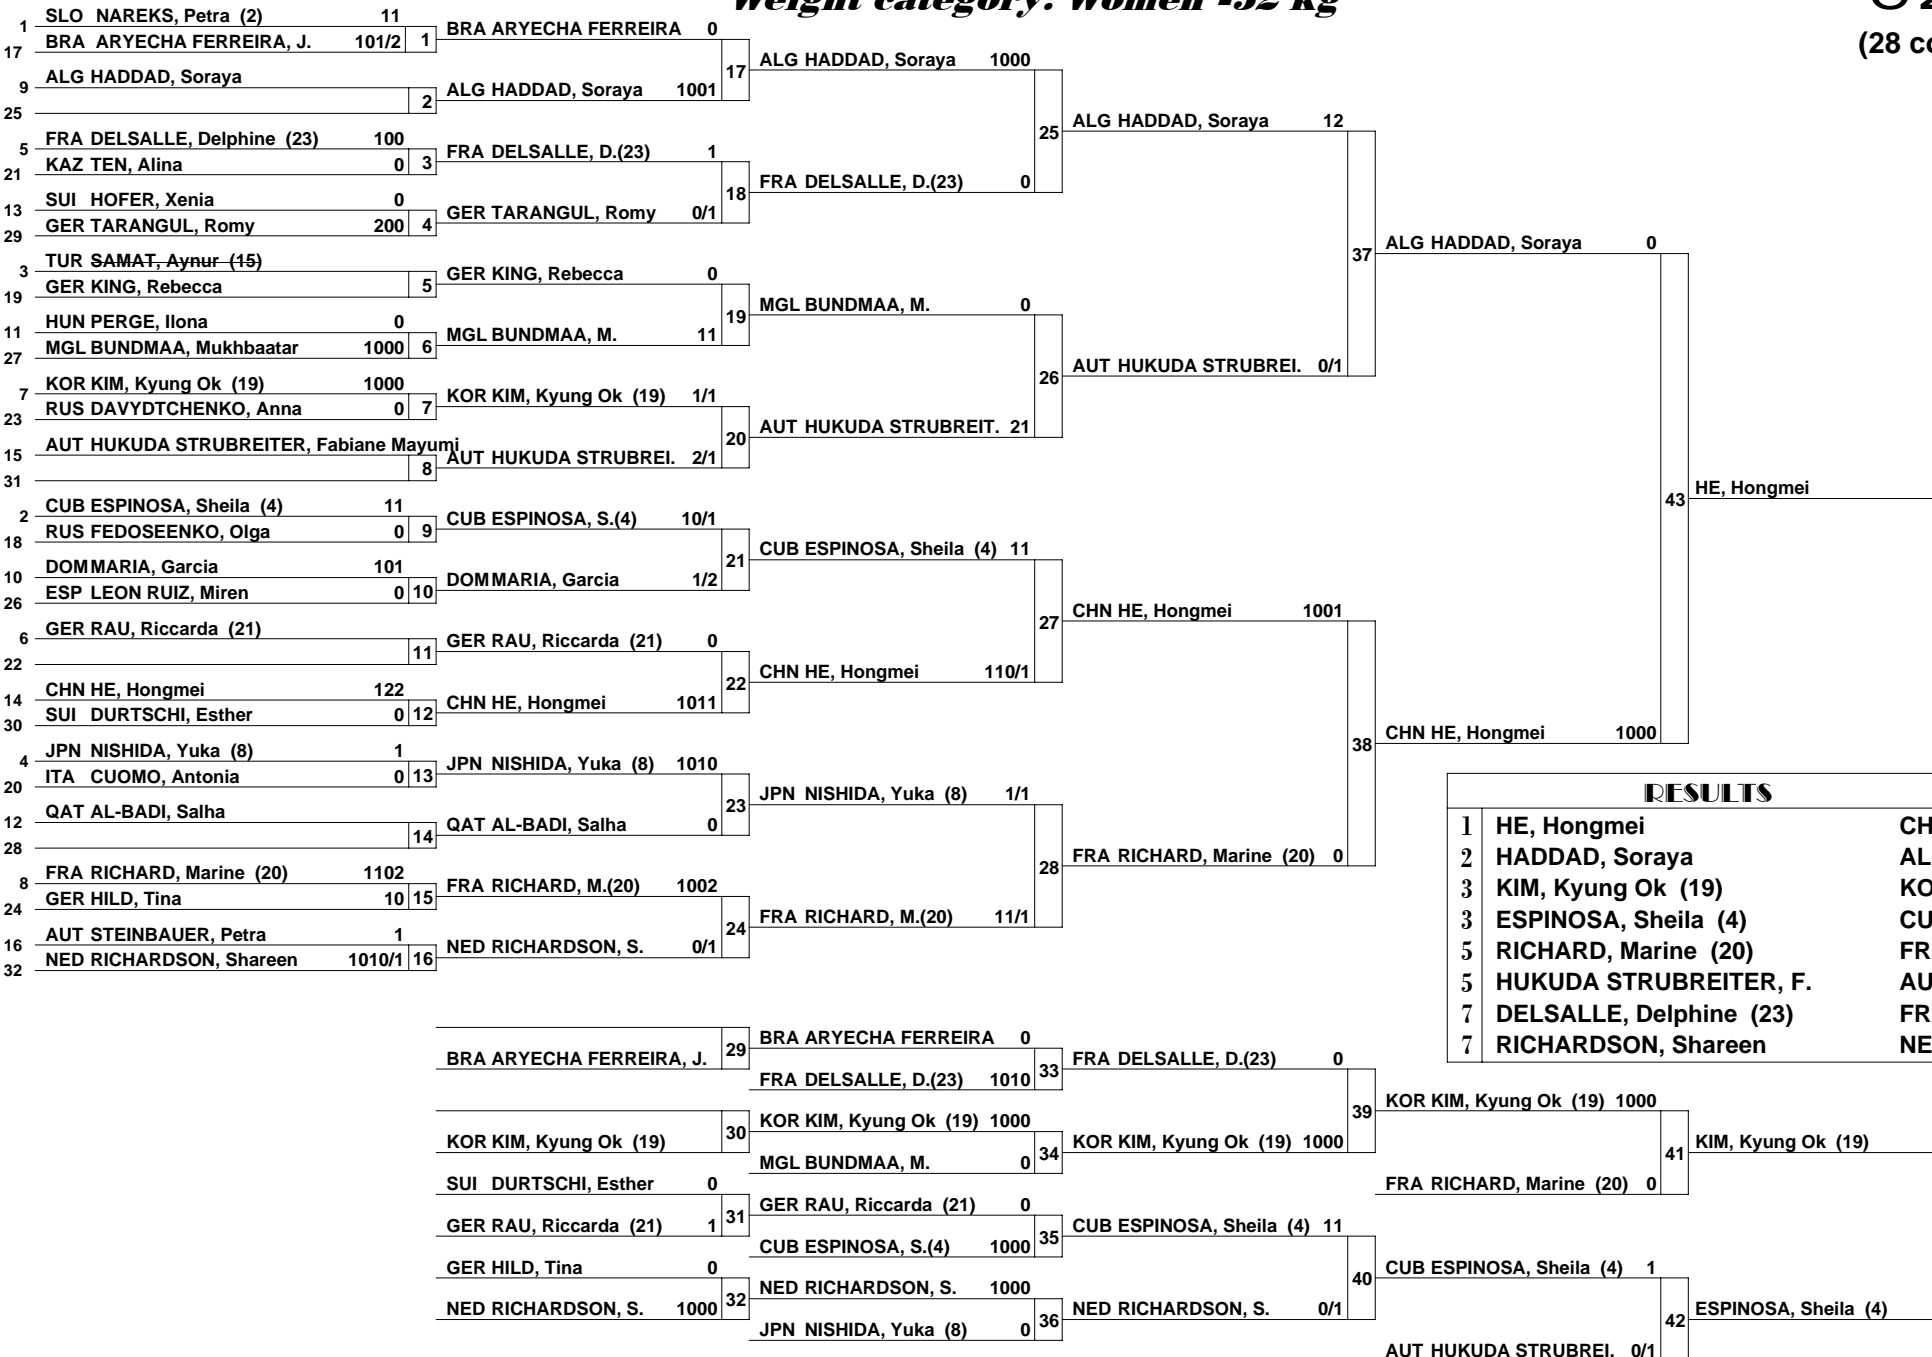 Weight category: Women -52 kg
(28 co
1 SLO NAREKS, Petra (2) 11
17 BRA ARYECHA FERREIRA, J. 101/2 1
9 ALG HADDAD, Soraya
25 2
5 FRA DELSALLE, Delphine (23) 100
21 KAZ TEN, Alina 0 3
13 SUI HOFER, Xenia 0
29 GER TARANGUL, Romy 200 4
3 TUR SAMAT, Aynur (15)
19 GER KING, Rebecca 5
11 HUN PERGE, Ilona 0
27 MGL BUNDMAA, Mukhbaatar 1000 6
7 KOR KIM, Kyung Ok (19) 1000
23 RUS DAVYDTCHENKO, Anna 0 7
15 AUT HUKUDA STRUBREITER, Fabiane Mayumi
31 8
2 CUB ESPINOSA, Sheila (4) 11
18 RUS FEDOSEENKO, Olga 0 9
10 DOM MARIA, Garcia 101
26 ESP LEON RUIZ, Miren 0 10
6 GER RAU, Riccarda (21)
22 11
14 CHN HE, Hongmei 122
30 SUI DURTSCHI, Esther 0 12
4 JPN NISHIDA, Yuka (8) 1
20 ITA CUOMO, Antonia 0 13
12 QAT AL-BADI, Salha
28 14
8 FRA RICHARD, Marine (20) 1102
24 GER HILD, Tina 10 15
16 AUT STEINBAUER, Petra 1
32 NED RICHARDSON, Shareen 1010/1 16
BRA ARYECHA FERREIRA 0
17
ALG HADDAD, Soraya 1001
FRA DELSALLE, D.(23) 1
18
GER TARANGUL, Romy 0/1
GER KING, Rebecca 0
19
MGL BUNDMAA, M. 11
KOR KIM, Kyung Ok (19) 1/1
20
AUT HUKUDA STRUBREI. 2/1
CUB ESPINOSA, S.(4) 10/1
21
DOM MARIA, Garcia 1/2
GER RAU, Riccarda (21) 0
22
CHN HE, Hongmei 1011
JPN NISHIDA, Yuka (8) 1010
23
QAT AL-BADI, Salha 0
FRA RICHARD, M.(20) 1002
24
NED RICHARDSON, S. 0/1
ALG HADDAD, Soraya 1000
25
FRA DELSALLE, D.(23) 0
MGL BUNDMAA, M. 0
26
AUT HUKUDA STRUBREIT. 21
CUB ESPINOSA, Sheila (4) 11
27
CHN HE, Hongmei 110/1
JPN NISHIDA, Yuka (8) 1/1
28
FRA RICHARD, M.(20) 11/1
ALG HADDAD, Soraya 12
37
AUT HUKUDA STRUBREI. 0/1
CHN HE, Hongmei 1001
38
FRA RICHARD, Marine (20) 0
ALG HADDAD, Soraya 0
43
CHN HE, Hongmei 1000
HE, Hongmei
RESULTS
1 HE, Hongmei CH
2 HADDAD, Soraya AL
3 KIM, Kyung Ok (19) KO
3 ESPINOSA, Sheila (4) CU
5 RICHARD, Marine (20) FR
5 HUKUDA STRUBREITER, F. AU
7 DELSALLE, Delphine (23) FR
7 RICHARDSON, Shareen NE
BRA ARYECHA FERREIRA, J. 29
KOR KIM, Kyung Ok (19) 30
SUI DURTSCHI, Esther 0
31
GER RAU, Riccarda (21) 1
GER HILD, Tina 0
32
NED RICHARDSON, S. 1000
BRA ARYECHA FERREIRA 0
33
FRA DELSALLE, D.(23) 1010
KOR KIM, Kyung Ok (19) 1000
34
MGL BUNDMAA, M. 0
GER RAU, Riccarda (21) 0
35
CUB ESPINOSA, S.(4) 1000
NED RICHARDSON, S. 1000
36
JPN NISHIDA, Yuka (8) 0
FRA DELSALLE, D.(23) 0
39
KOR KIM, Kyung Ok (19) 1000
CUB ESPINOSA, Sheila (4) 11
40
NED RICHARDSON, S. 0/1
KOR KIM, Kyung Ok (19) 1000
41
FRA RICHARD, Marine (20) 0
CUB ESPINOSA, Sheila (4) 1
42
AUT HUKUDA STRUBREI. 0/1
KIM, Kyung Ok (19)
ESPINOSA, Sheila (4)